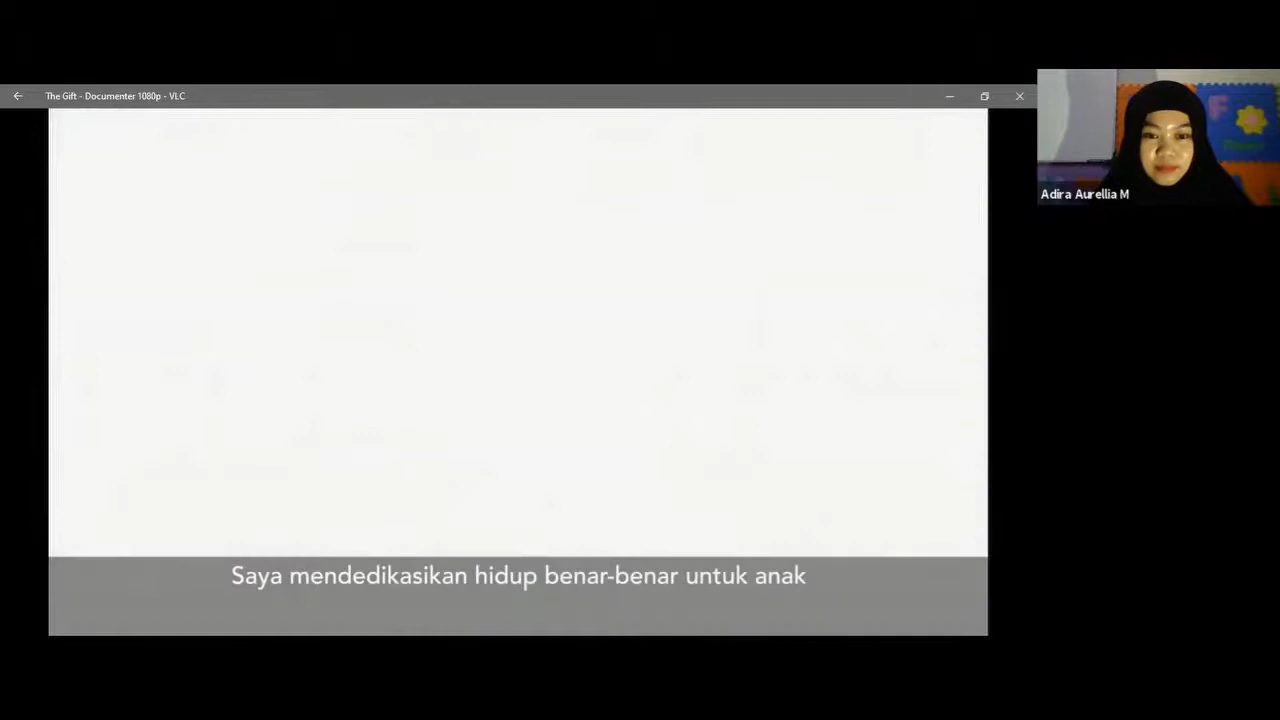 The Gift - Documenter 1080p - VLC
Adira Aurellia M
Saya mendedikasikan hidup benar-benar untuk anak